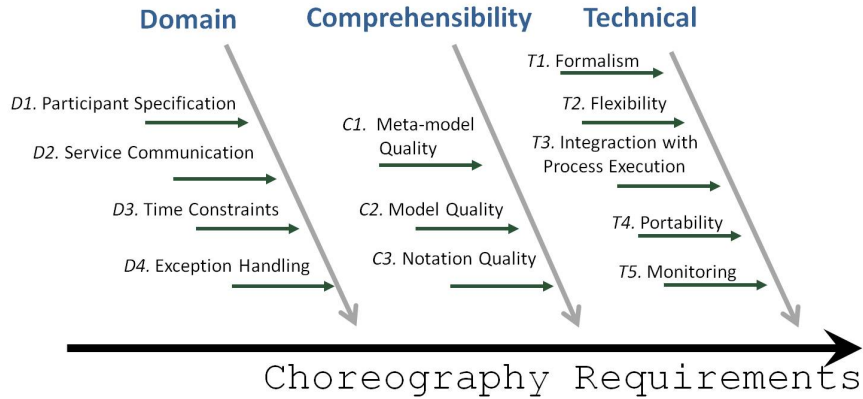 Domain
Comprehensibility
Technical
D1. Participant Specification
D2. Service Communication
D3. Time Constraints
D4. Exception Handling
C1. Meta-model
Quality
C2. Model Quality
C3. Notation Quality
T1. Formalism
T2. Flexibility
T3. Integraction with
Process Execution
T4. Portability
T5. Monitoring
Choreography Requirements